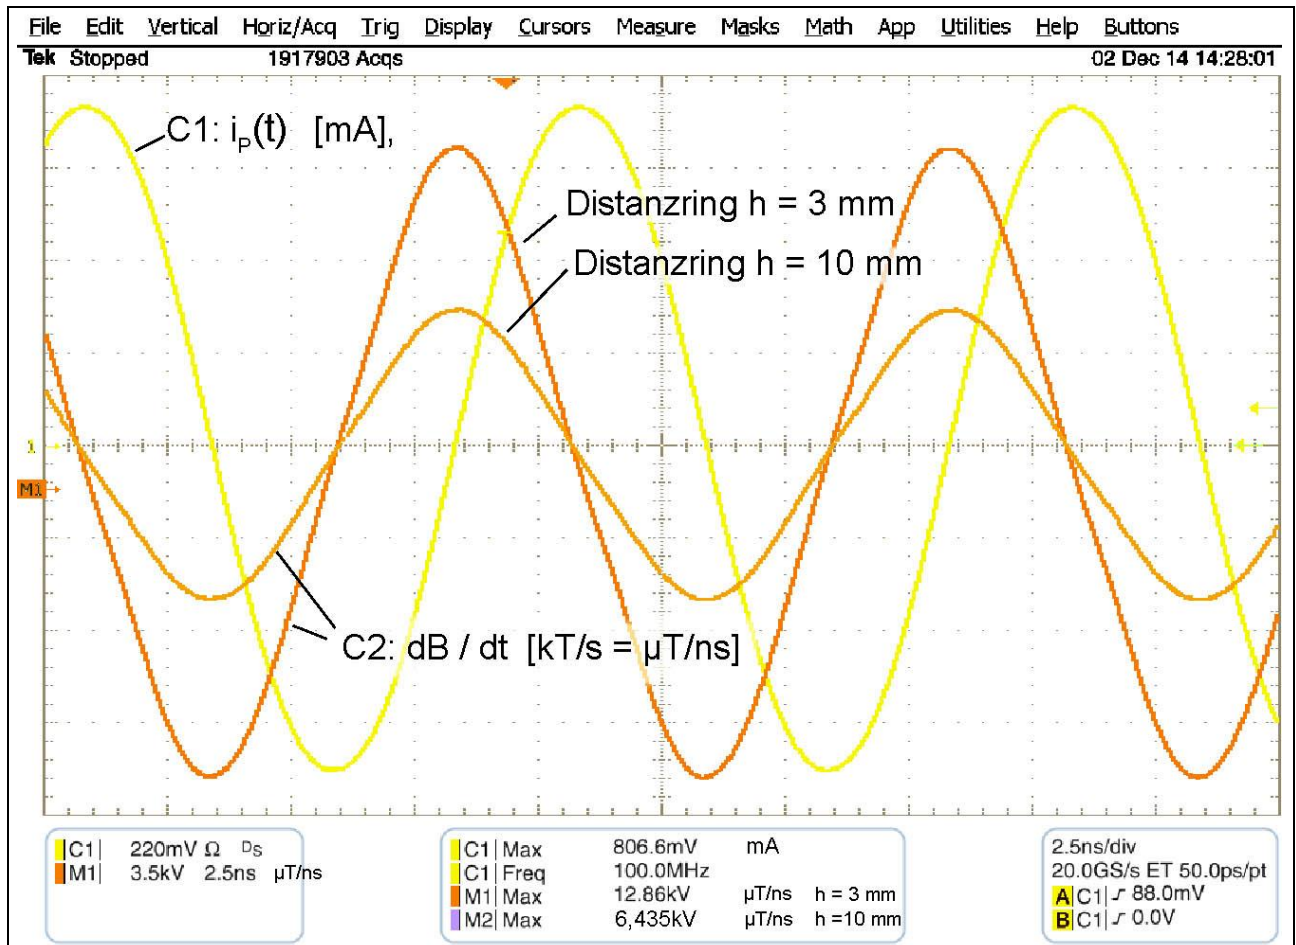 File Edit Vertical Horiz/Acq Trig Display Cursors Measure Masks Math App Utilities Help Buttons
Tek Stopped 1917903 Acqs 02 Dec 14 14:28:01
C1: iₚ(t) [mA],
Distanzring h = 3 mm
Distanzring h = 10 mm
1
M1
C2: dB / dt [kT/s = µT/ns]
C1 220mV Ω Ds
M1 3.5kV 2.5ns µT/ns
C1 Max 806.6mV mA
C1 Freq 100.0MHz
M1 Max 12.86kV µT/ns h = 3 mm
M2 Max 6,435kV µT/ns h =10 mm
2.5ns/div
20.0GS/s ET 50.0ps/pt
A C1 88.0mV
B C1 0.0V